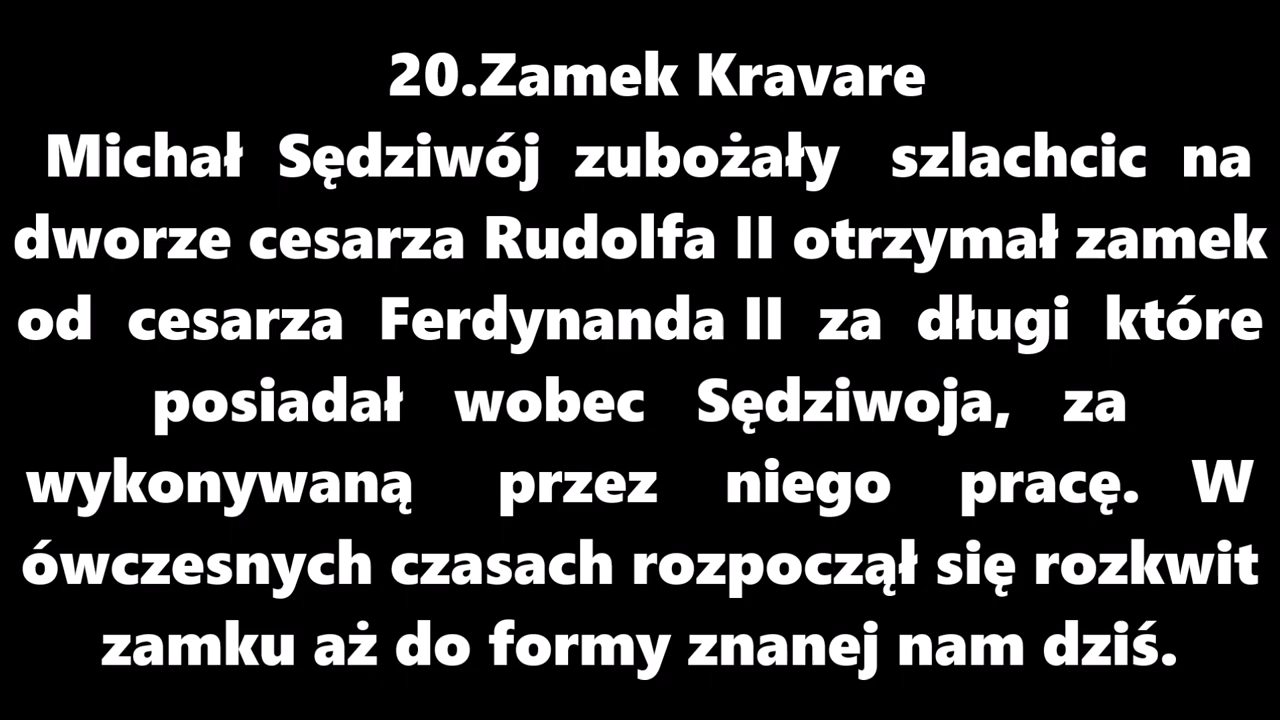 20.Zamek Kravare
Michał Sędziwój zubożały szlachcic na
dworze cesarza Rudolfa II otrzymał zamek
od cesarza Ferdynanda II za długi które
posiadał wobec Sędziwoja, za
wykonywaną przez niego pracę. W
ówczesnych czasach rozpoczął się rozkwit
zamku aż do formy znanej nam dziś.